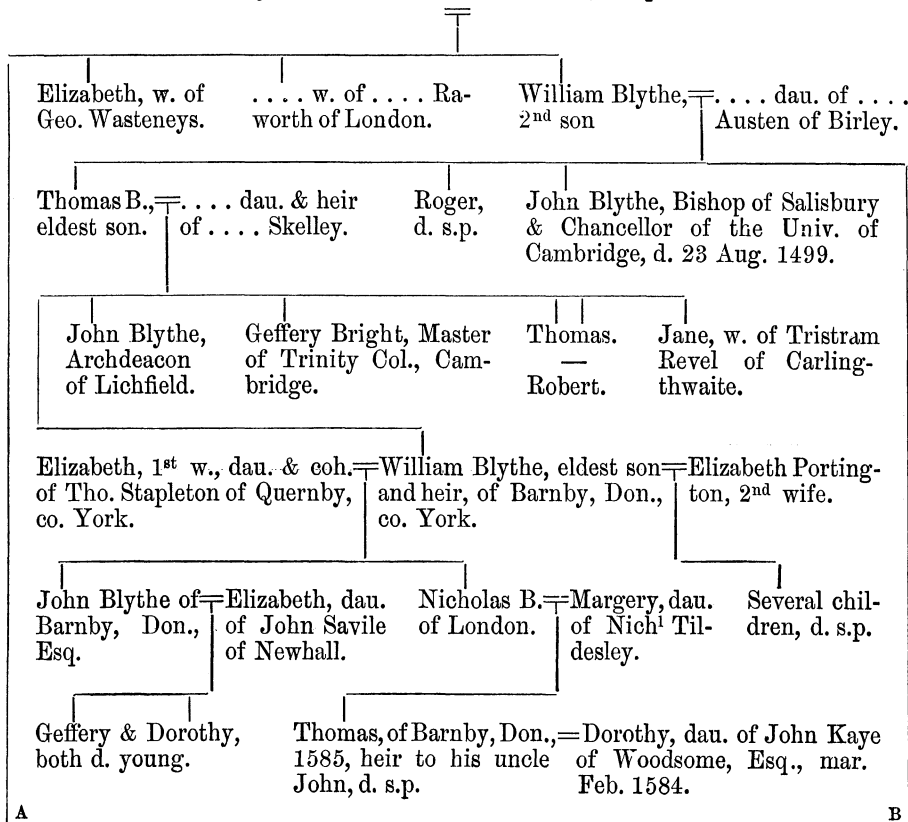 Elizabeth, w. of
Geo. Wasteneys.
. . . . w. of . . . . Ra-
worth of London.
William Blythe,
2nd son
. . . . dau. of . . . .
Austen of Birley.
Thomas B.,
eldest son.
. . . . dau. & heir
of . . . . Skelley.
Roger,
d. s.p.
John Blythe, Bishop of Salisbury
& Chancellor of the Univ. of
Cambridge, d. 23 Aug. 1499.
John Blythe,
Archdeacon
of Lichfield.
Geffery Bright, Master
of Trinity Col., Cam-
bridge.
Thomas.
—
Robert.
Jane, w. of Tristram
Revel of Carling-
thwaite.
Elizabeth, 1st w., dau. & coh.
of Tho. Stapleton of Quernby,
co. York.
William Blythe, eldest son
and heir, of Barnby, Don.,
co. York.
Elizabeth Porting-
ton, 2nd wife.
John Blythe of
Barnby, Don.,
Esq.
Elizabeth, dau.
of John Savile
of Newhall.
Nicholas B.
of London.
Margery, dau.
of Nichl Til-
desley.
Several chil-
dren, d. s.p.
Geffery & Dorothy,
both d. young.
Thomas, of Barnby, Don.,
1585, heir to his uncle
John, d. s.p.
Dorothy, dau. of John Kaye
of Woodsome, Esq., mar.
Feb. 1584.
A
B